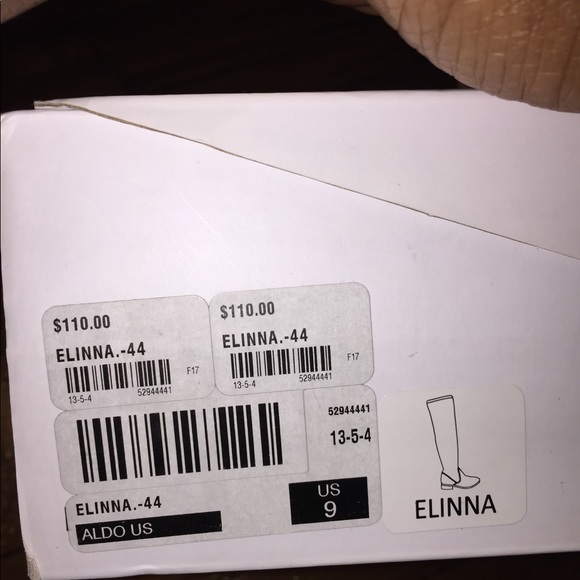 $110.00
ELINNA.-44
F17
13-5-4 52944441
$110.00
ELINNA.-44
F17
13-5-4 52944441
52944441
13-5-4
ELINNA.-44
ALDO US
US
9
ELINNA